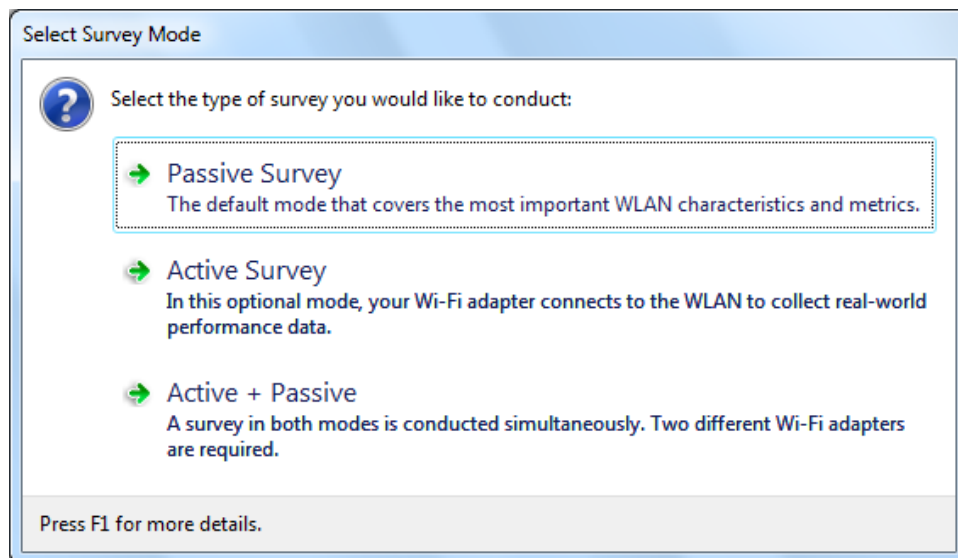 Select Survey Mode
Select the type of survey you would like to conduct:
Passive Survey
The default mode that covers the most important WLAN characteristics and metrics.
Active Survey
In this optional mode, your Wi-Fi adapter connects to the WLAN to collect real-world
performance data.
Active + Passive
A survey in both modes is conducted simultaneously. Two different Wi-Fi adapters
are required.
Press F1 for more details.